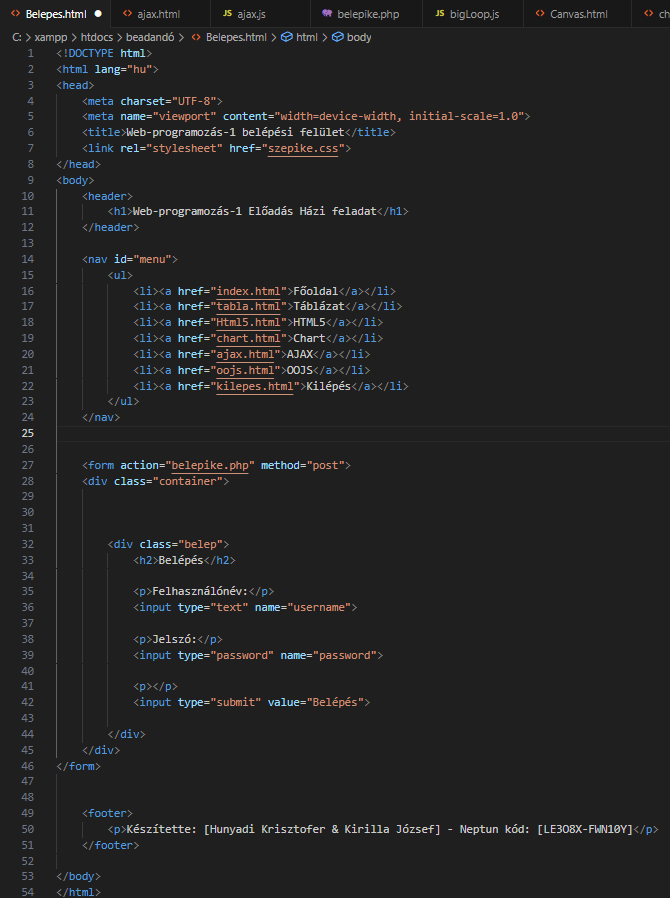 Belepes.html ajax.html ajax.js belepike.php bigLoop.js Canvas.html ch
C: > xampp > htdocs > beadandó > Belepes.html > html > body
1 <!DOCTYPE html>
2 <html lang="hu">
3 <head>
4 <meta charset="UTF-8">
5 <meta name="viewport" content="width=device-width, initial-scale=1.0">
6 <title>Web-programozás-1 belépési felület</title>
7 <link rel="stylesheet" href="szepike.css">
8 </head>
9 <body>
10 <header>
11 <h1>Web-programozás-1 Előadás Házi feladat</h1>
12 </header>
13
14 <nav id="menu">
15 <ul>
16 <li><a href="index.html">Főoldal</a></li>
17 <li><a href="tabla.html">Táblázat</a></li>
18 <li><a href="Html5.html">HTML5</a></li>
19 <li><a href="chart.html">Chart</a></li>
20 <li><a href="ajax.html">AJAX</a></li>
21 <li><a href="oojs.html">OOJS</a></li>
22 <li><a href="kilepes.html">Kilépés</a></li>
23 </ul>
24 </nav>
25
26
27 <form action="belepike.php" method="post">
28 <div class="container">
29
30
31
32 <div class="belep">
33 <h2>Belépés</h2>
34
35 <p>Felhasználónév:</p>
36 <input type="text" name="username">
37
38 <p>Jelszó:</p>
39 <input type="password" name="password">
40
41 <p></p>
42 <input type="submit" value="Belépés">
43
44 </div>
45 </div>
46 </form>
47
48
49 <footer>
50 <p>Készítette: [Hunyadi Krisztofer & Kirilla József] - Neptun kód: [LE3O8X-FWN10Y]</p>
51 </footer>
52
53 </body>
54 </html>